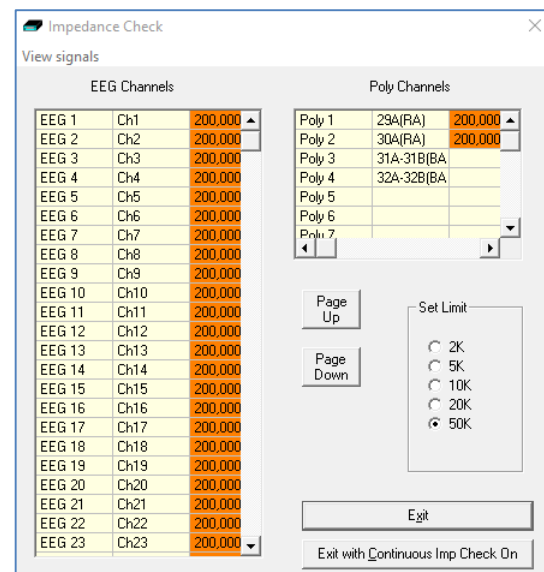 Impedance Check
View signals
EEG Channels
EEG 1 Ch1 200,000
EEG 2 Ch2 200,000
EEG 3 Ch3 200,000
EEG 4 Ch4 200,000
EEG 5 Ch5 200,000
EEG 6 Ch6 200,000
EEG 7 Ch7 200,000
EEG 8 Ch8 200,000
EEG 9 Ch9 200,000
EEG 10 Ch10 200,000
EEG 11 Ch11 200,000
EEG 12 Ch12 200,000
EEG 13 Ch13 200,000
EEG 14 Ch14 200,000
EEG 15 Ch15 200,000
EEG 16 Ch16 200,000
EEG 17 Ch17 200,000
EEG 18 Ch18 200,000
EEG 19 Ch19 200,000
EEG 20 Ch20 200,000
EEG 21 Ch21 200,000
EEG 22 Ch22 200,000
EEG 23 Ch23 200,000
Poly Channels
Poly 1 29A(RA) 200,000
Poly 2 30A(RA) 200,000
Poly 3 31A-31B(BA
Poly 4 32A-32B(BA
Poly 5
Poly 6
Poly 7
Page
Up
Page
Down
Set Limit
2K
5K
10K
20K
50K
Exit
Exit with Continuous Imp Check On